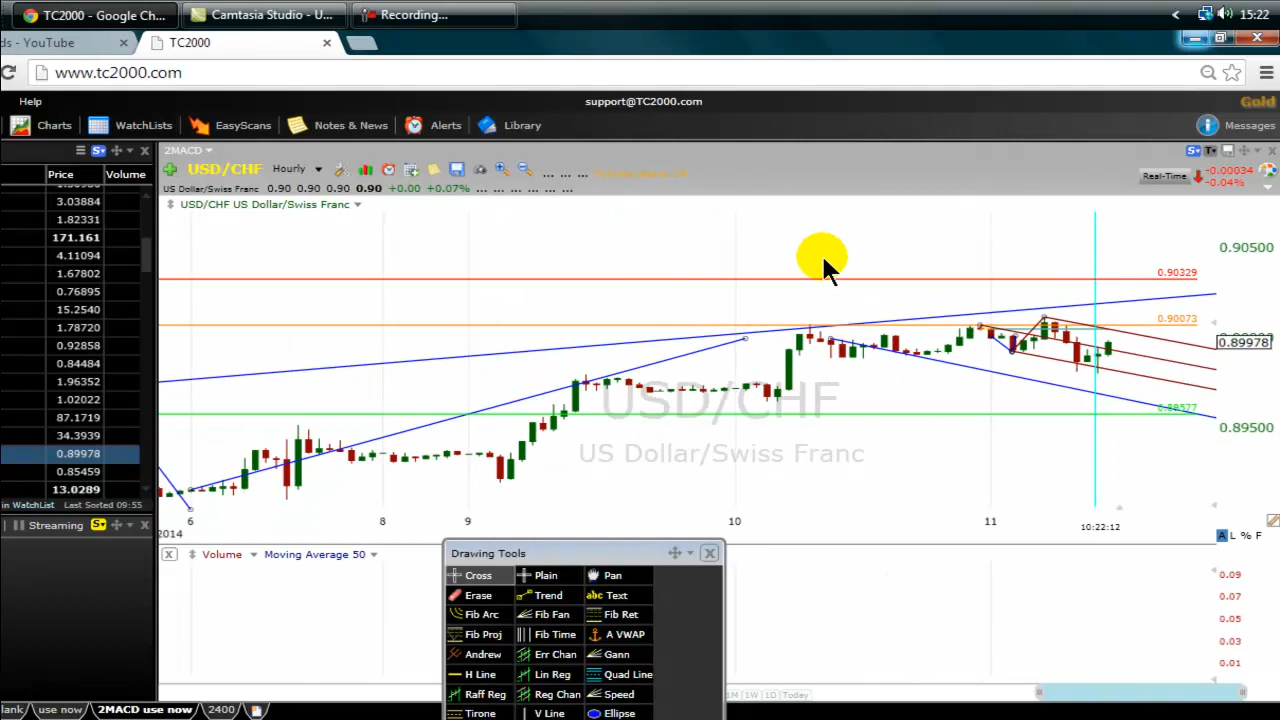 TC2000 - Google Ch... Camtasia Studio - U... Recording... 15:22
ds - YouTube TC2000
www.tc2000.com
Help support@TC2000.com Gold
Charts WatchLists EasyScans Notes & News Alerts Library Messages
2MACD
Price Volume USD/CHF Hourly Real-Time -0.00034
-0.04%
US Dollar/Swiss Franc 0.90 0.90 0.90 0.90 +0.00 +0.07%
USD/CHF US Dollar/Swiss Franc
3.03884
1.82331
171.161
4.11094
1.67802
0.76895
15.2540
1.78720
0.92858
0.84484
1.96352
1.02022
87.1719
34.3939
0.89978
0.85459
13.0289
0.90500
0.90329
0.90073
0.89978
0.89577
0.89500
USD/CHF
US Dollar/Swiss Franc
in WatchList Last Sorted 09:55
6 8 9 10 11 10:22:12
2014
Streaming A L % F
Volume Moving Average 50
0.09
0.07
0.05
0.03
0.01
Drawing Tools
Cross Plain Pan
Erase Trend abc Text
Fib Arc Fib Fan Fib Ret
Fib Proj Fib Time A VWAP
Andrew Err Chan Gann
H Line Lin Reg Quad Line
Raff Reg Reg Chan Speed
Tirone V Line Ellipse
1M 1W 1D Today
lank use now 2MACD use now 2400